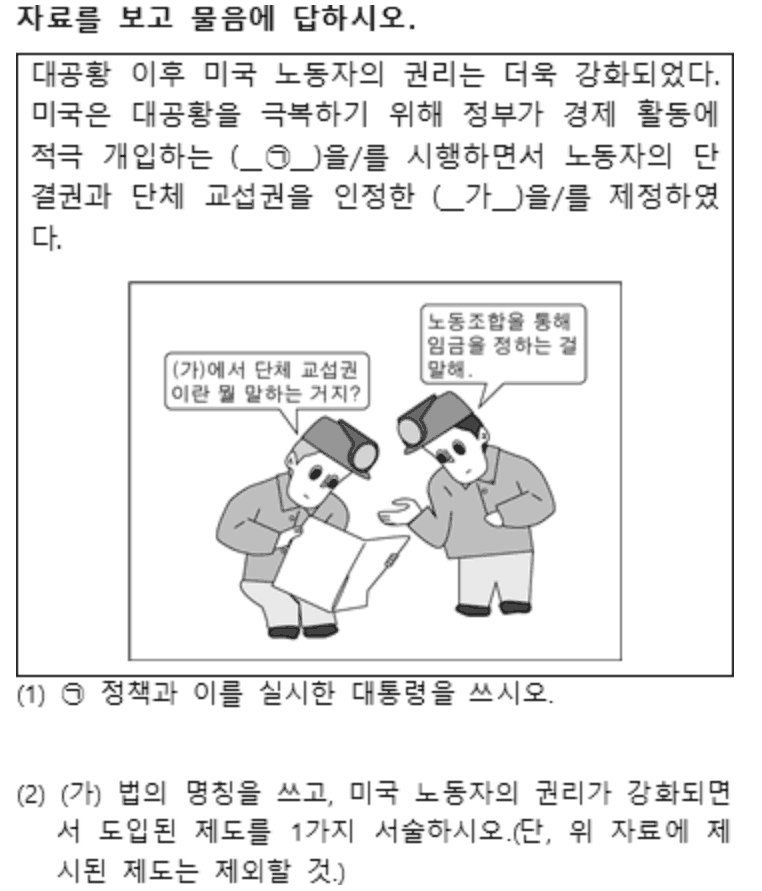 자료를 보고 물음에 답하시오.
대공황 이후 미국 노동자의 권리는 더욱 강화되었다.
미국은 대공황을 극복하기 위해 정부가 경제 활동에
적극 개입하는 (_㉠_)을/를 시행하면서 노동자의 단
결권과 단체 교섭권을 인정한 (_가_)을/를 제정하였
다.
노동조합을 통해
임금을 정하는 걸
말해.
(가)에서 단체 교섭권
이란 뭘 말하는 거지?
(1) ㉠ 정책과 이를 실시한 대통령을 쓰시오.
(2) (가) 법의 명칭을 쓰고, 미국 노동자의 권리가 강화되면
서 도입된 제도를 1가지 서술하시오.(단, 위 자료에 제
시된 제도는 제외할 것.)